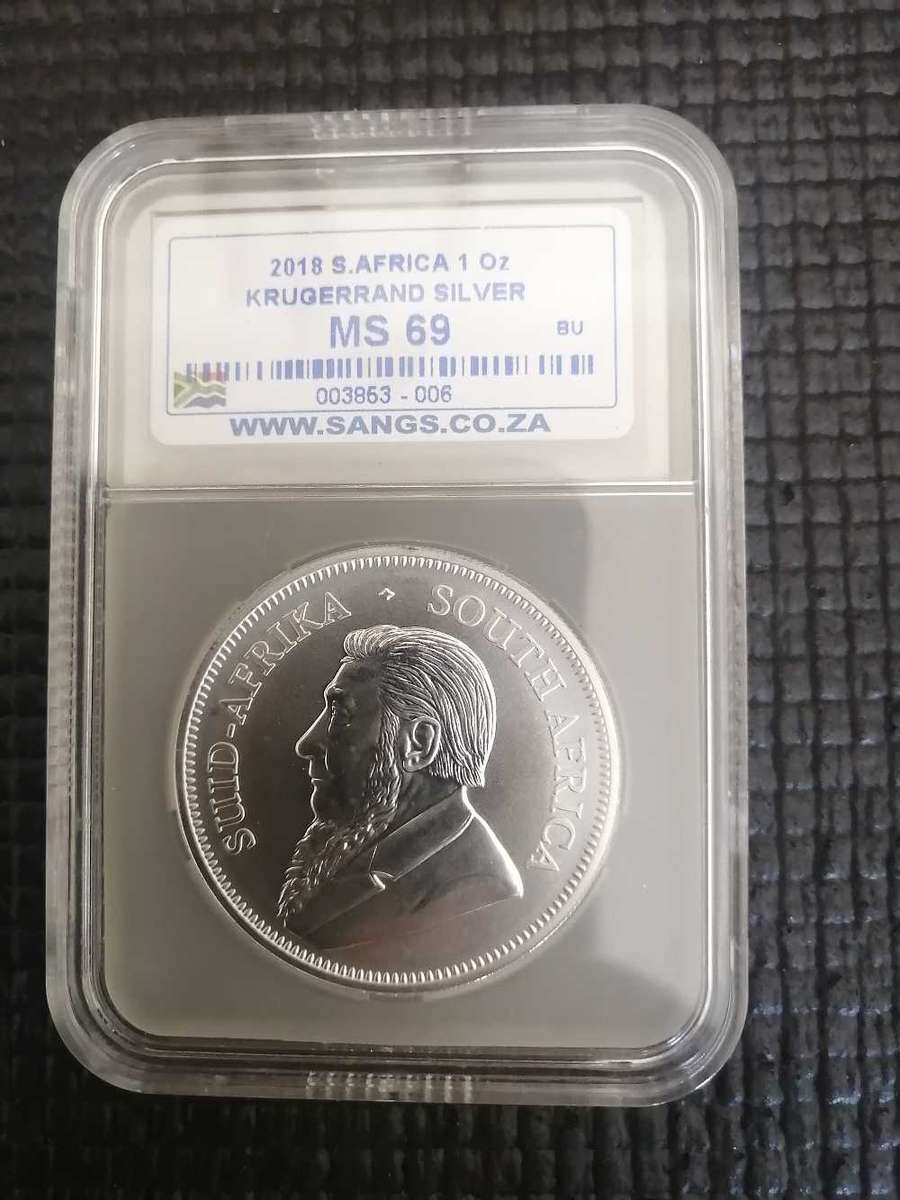 2018 S.AFRICA 1 Oz
KRUGERRAND SILVER
MS 69 BU
003853 - 006
WWW.SANGS.CO.ZA
SUID-AFRIKA SOUTH AFRICA